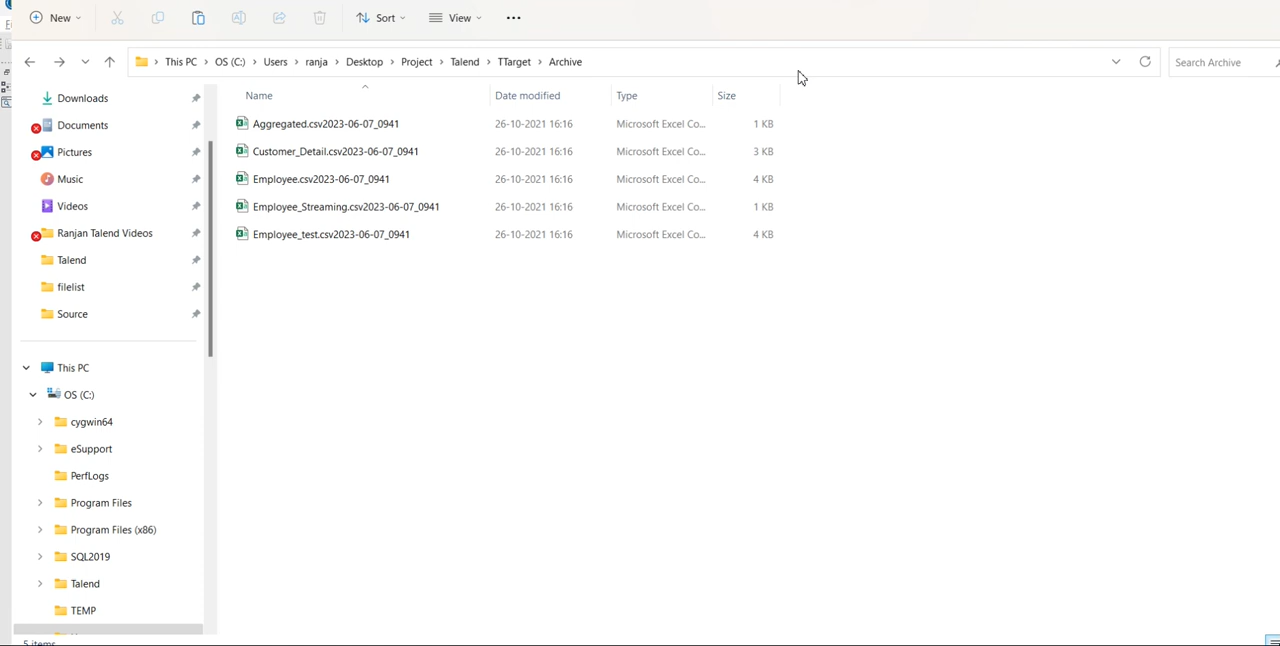 New Sort View •••
This PC > OS (C:) > Users > ranja > Desktop > Project > Talend > TTarget > Archive Search Archive
Name Date modified Type Size
Downloads
Documents
Pictures
Music
Videos
Ranjan Talend Videos
Talend
filelist
Source
This PC
OS (C:)
cygwin64
eSupport
PerfLogs
Program Files
Program Files (x86)
SQL2019
Talend
TEMP
Aggregated.csv2023-06-07_0941 26-10-2021 16:16 Microsoft Excel Co... 1 KB
Customer_Detail.csv2023-06-07_0941 26-10-2021 16:16 Microsoft Excel Co... 3 KB
Employee.csv2023-06-07_0941 26-10-2021 16:16 Microsoft Excel Co... 4 KB
Employee_Streaming.csv2023-06-07_0941 26-10-2021 16:16 Microsoft Excel Co... 1 KB
Employee_test.csv2023-06-07_0941 26-10-2021 16:16 Microsoft Excel Co... 4 KB
5 items